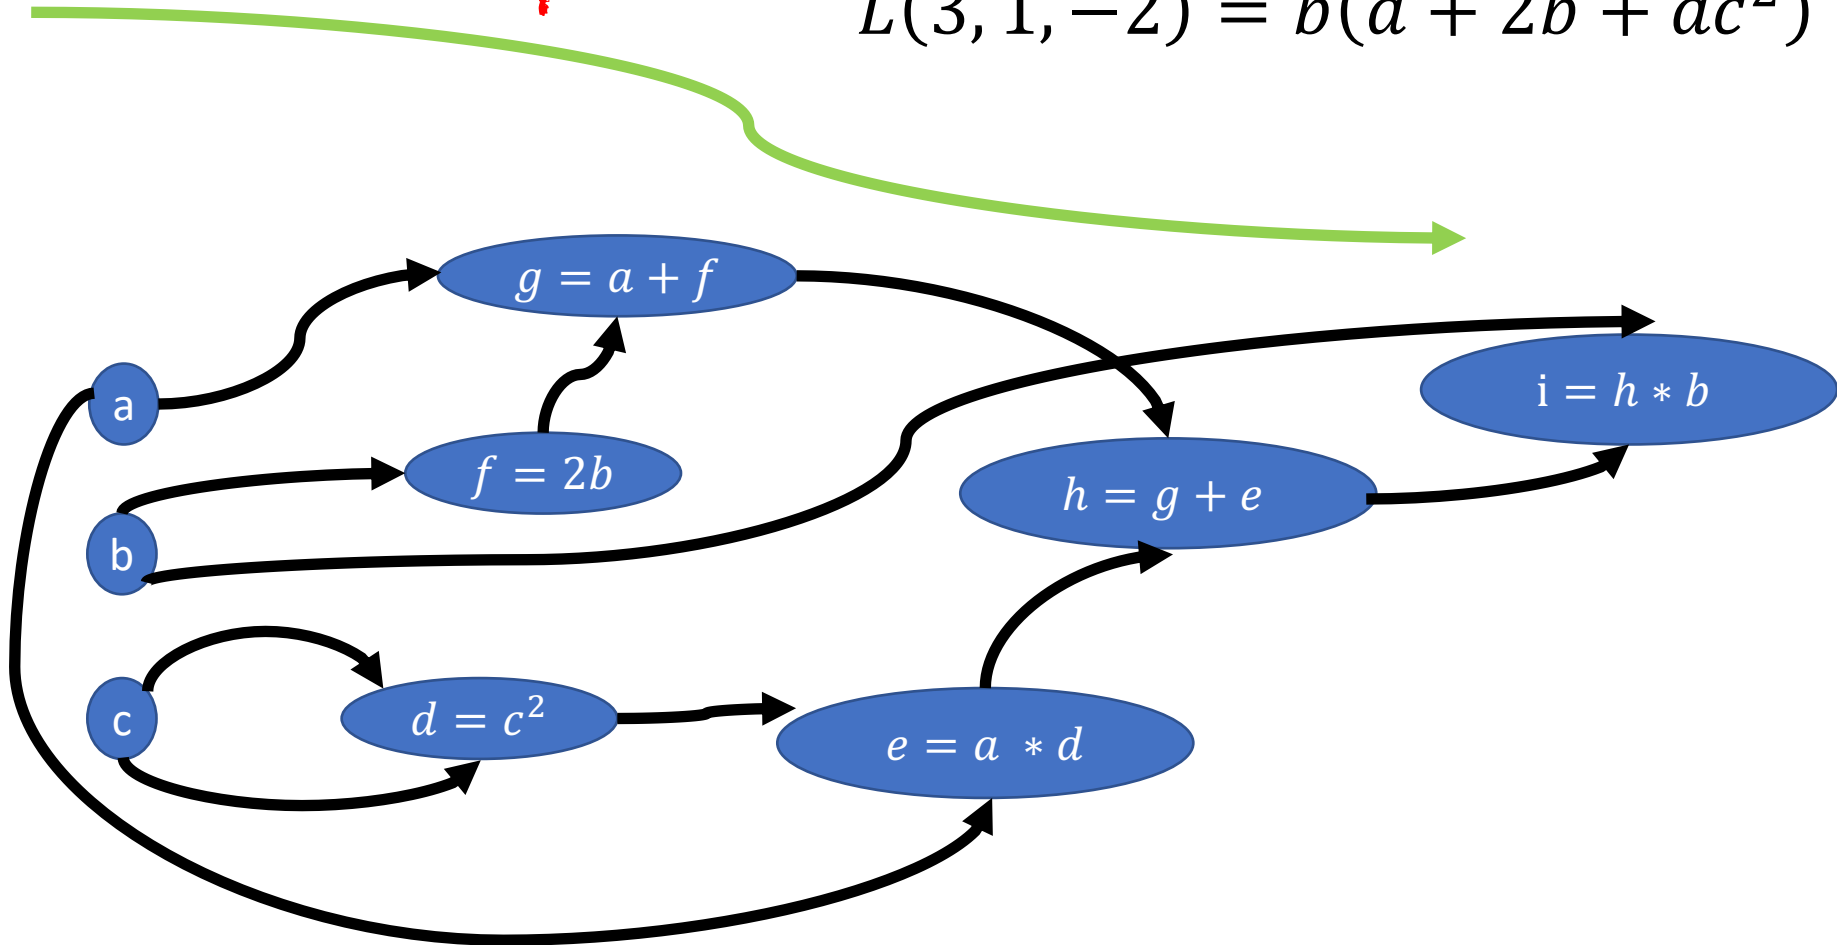 L(3, 1, −2) = b(a + 2b + ac²)
g = a + f
i = h ∗ b
a
f = 2b
h = g + e
b
c
d = c²
e = a ∗ d